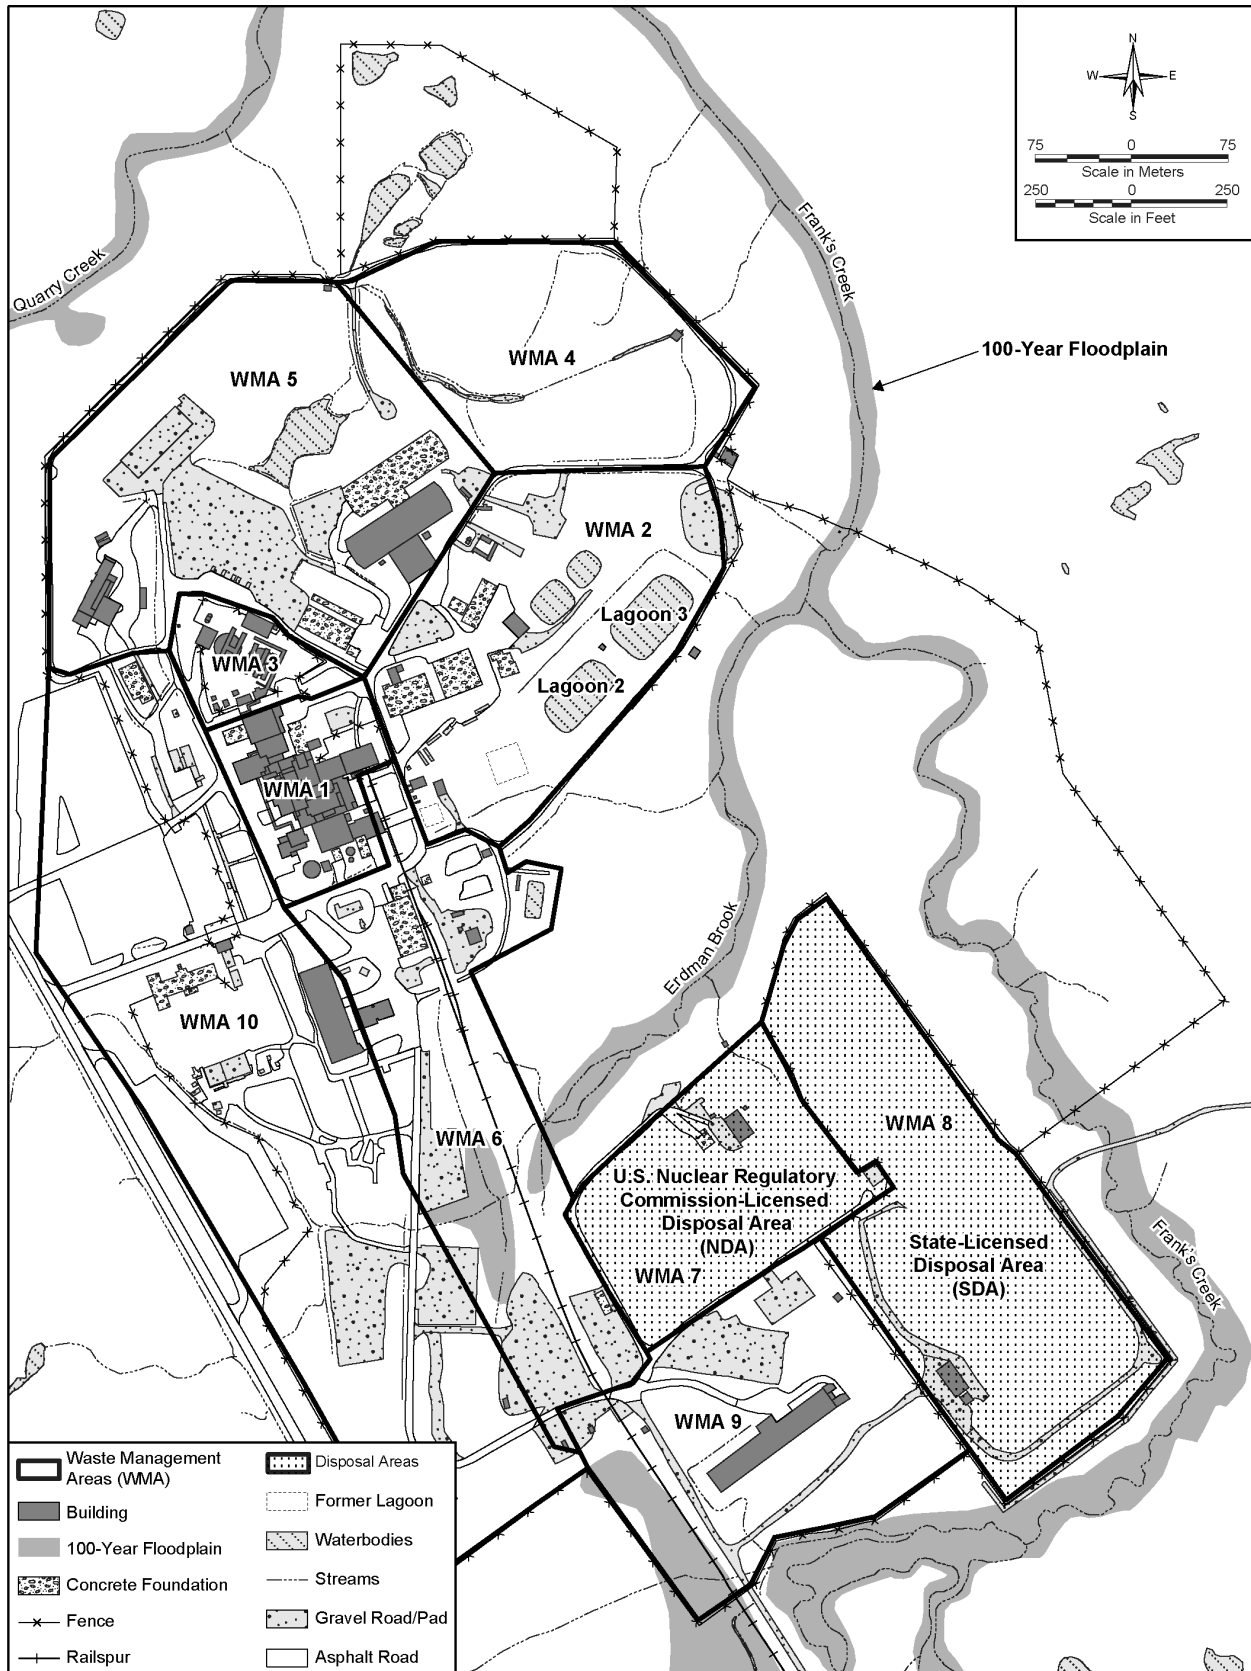 N
W E
S
75 0 75
Scale in Meters
250 0 250
Scale in Feet
Quarry Creek
Frank's Creek
100-Year Floodplain
WMA 4
WMA 5
WMA 2
Lagoon 3
WMA 3
Lagoon 2
WMA 1
Erdman Brook
WMA 10
WMA 6
WMA 8
U.S. Nuclear Regulatory
Commission-Licensed
Disposal Area
(NDA)
WMA 7
State-Licensed
Disposal Area
(SDA)
Frank's Creek
WMA 9
Waste Management
Areas (WMA)
Building
100-Year Floodplain
Concrete Foundation
Fence
Railspur
Disposal Areas
Former Lagoon
Waterbodies
Streams
Gravel Road/Pad
Asphalt Road